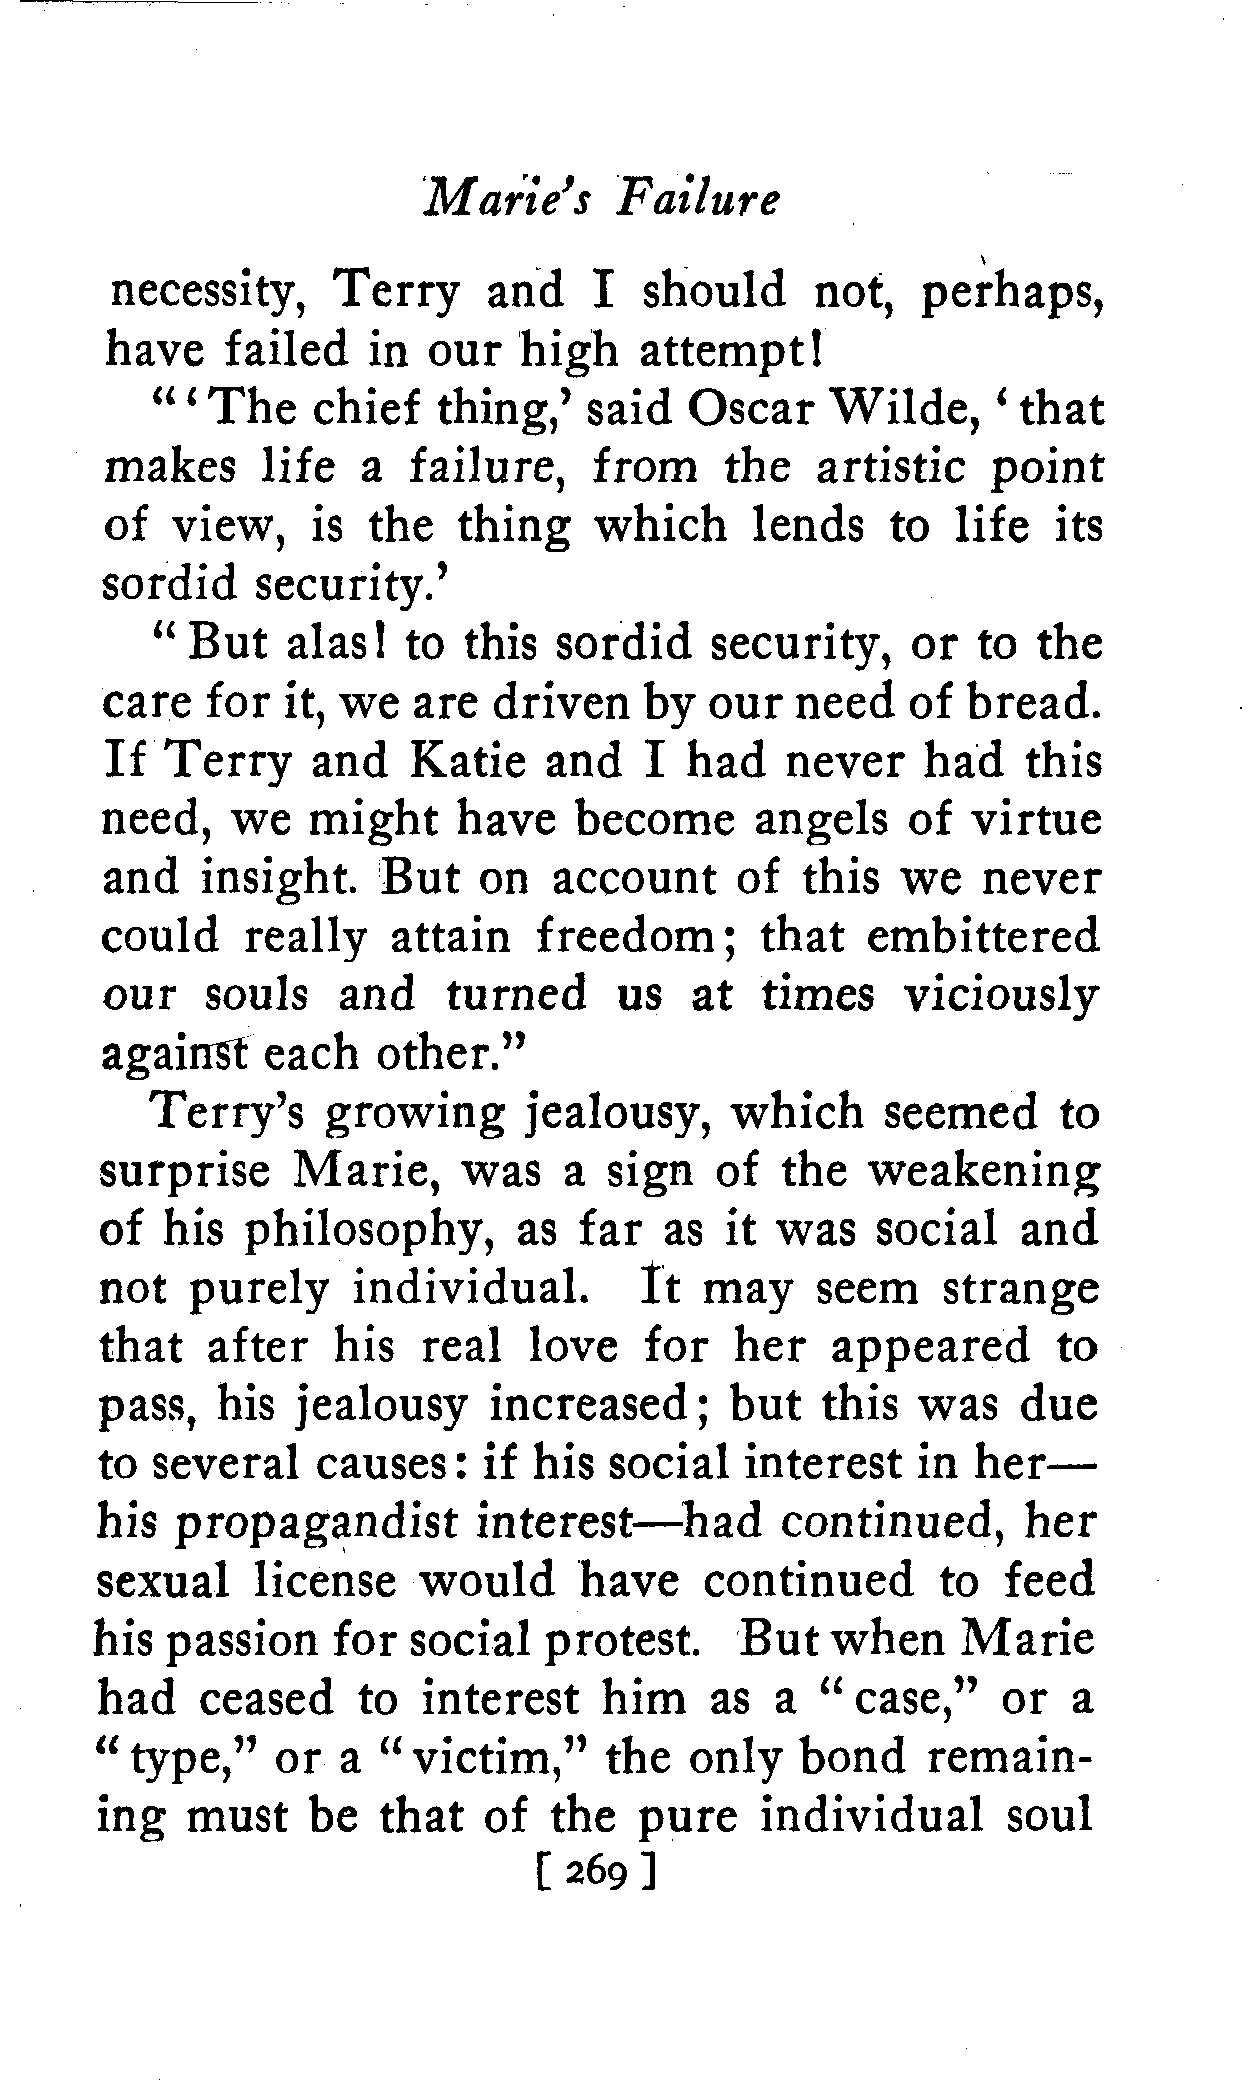 Marie's Failure
necessity, Terry and I should not, perhaps,
have failed in our high attempt!
"'The chief thing,' said Oscar Wilde, 'that
makes life a failure, from the artistic point
of view, is the thing which lends to life its
sordid security.'
"But alas! to this sordid security, or to the
care for it, we are driven by our need of bread.
If Terry and Katie and I had never had this
need, we might have become angels of virtue
and insight. But on account of this we never
could really attain freedom; that embittered
our souls and turned us at times viciously
against each other."
Terry's growing jealousy, which seemed to
surprise Marie, was a sign of the weakening
of his philosophy, as far as it was social and
not purely individual. It may seem strange
that after his real love for her appeared to
pass, his jealousy increased; but this was due
to several causes: if his social interest in her—
his propagandist interest—had continued, her
sexual license would have continued to feed
his passion for social protest. But when Marie
had ceased to interest him as a "case," or a
"type," or a "victim," the only bond remain-
ing must be that of the pure individual soul
[ 269 ]